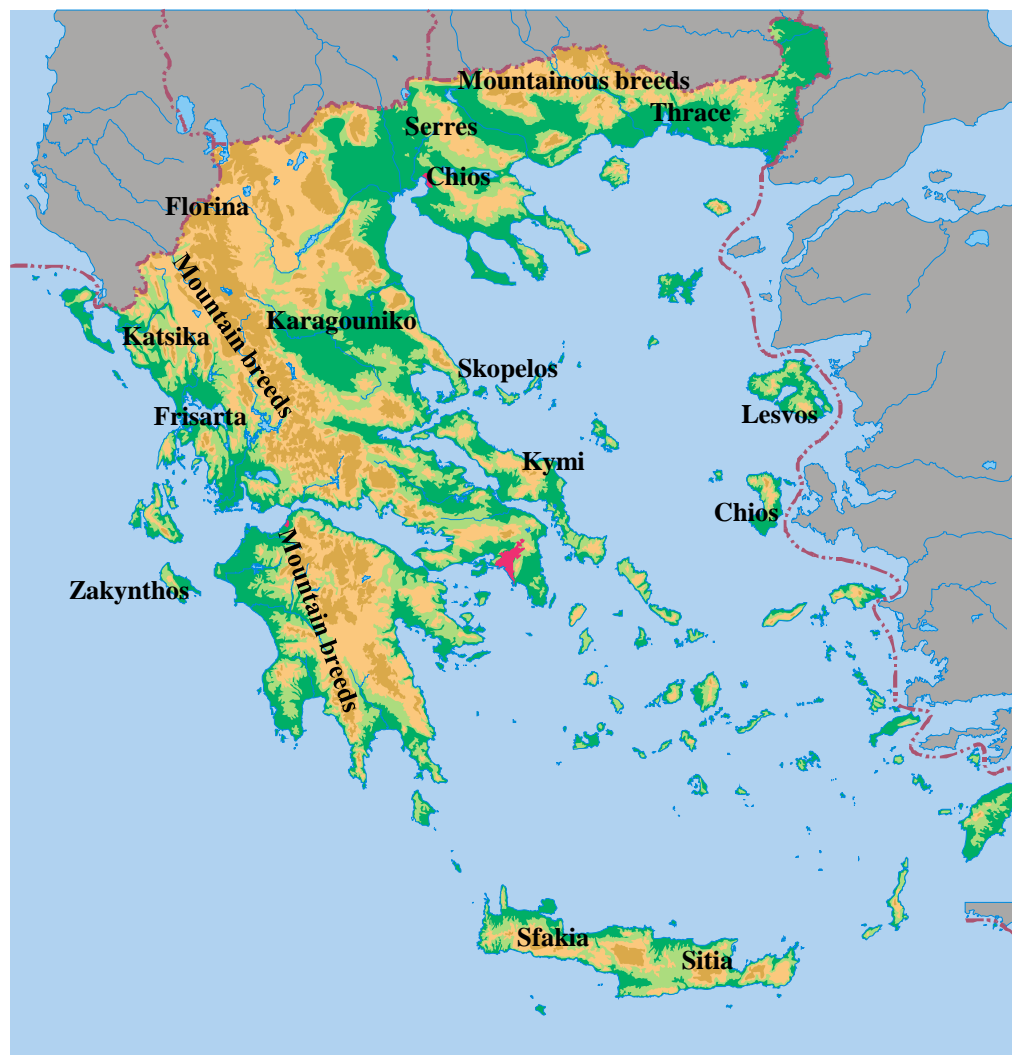 Mountainous breeds
Thrace
Serres
Chios
Florina
Mountain breeds
Karagouniko
Katsika
Skopelos
Frisarta
Lesvos
Kymi
Chios
Zakynthos
Mountain breeds
Sfakia
Sitia